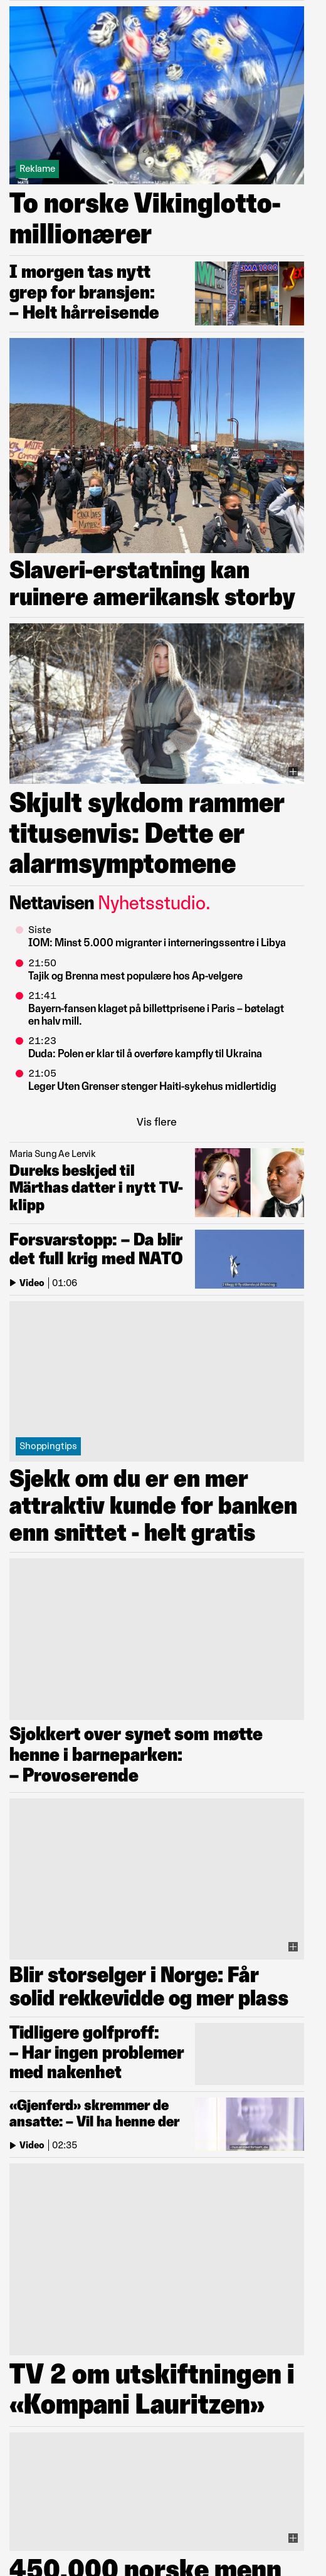 Reklame
To norske Vikinglotto-
millionærer
I morgen tas nytt
grep for bransjen:
– Helt hårreisende
Slaveri-erstatning kan
ruinere amerikansk storby
Skjult sykdom rammer
titusenvis: Dette er
alarmsymptomene
Nettavisen Nyhetsstudio.
Siste
IOM: Minst 5.000 migranter i interneringssentre i Libya
21:50
Tajik og Brenna mest populære hos Ap-velgere
21:41
Bayern-fansen klaget på billettprisene i Paris – bøtelagt
en halv mill.
21:23
Duda: Polen er klar til å overføre kampfly til Ukraina
21:05
Leger Uten Grenser stenger Haiti-sykehus midlertidig
Vis flere
Maria Sung Ae Lervik
Dureks beskjed til
Märthas datter i nytt TV-
klipp
Forsvarstopp: – Da blir
det full krig med NATO
Video | 01:06
Shoppingtips
Sjekk om du er en mer
attraktiv kunde for banken
enn snittet - helt gratis
Sjokkert over synet som møtte
henne i barneparken:
– Provoserende
Blir storselger i Norge: Får
solid rekkevidde og mer plass
Tidligere golfproff:
– Har ingen problemer
med nakenhet
«Gjenferd» skremmer de
ansatte: – Vil ha henne der
Video | 02:35
TV 2 om utskiftningen i
«Kompani Lauritzen»
450.000 norske menn